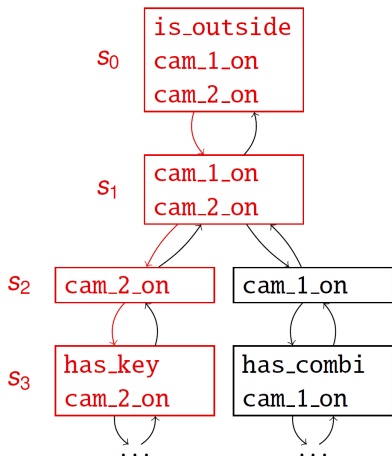 s0
is_outside
cam_1_on
cam_2_on
s1
cam_1_on
cam_2_on
s2
cam_2_on
cam_1_on
s3
has_key
cam_2_on
has_combi
cam_1_on
...
...